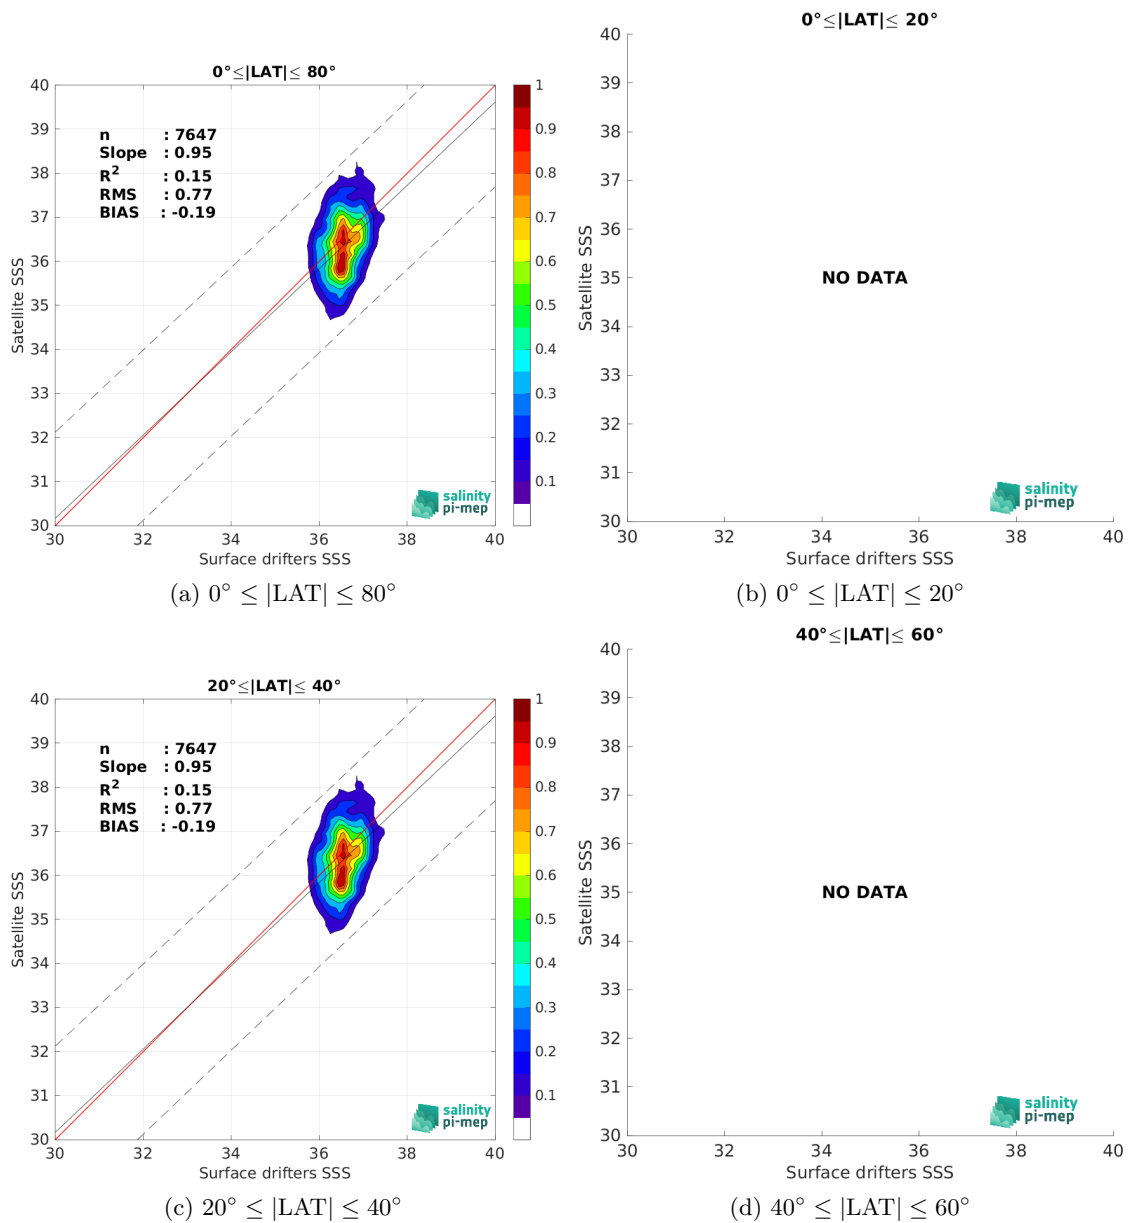 0°≤|LAT|≤ 80°
40
39
38
37
36
35
34
33
32
31
30
30 32 34 36 38 40
Satellite SSS
Surface drifters SSS
n : 7647
Slope : 0.95
R² : 0.15
RMS : 0.77
BIAS : -0.19
salinity
pi-mep
1
0.9
0.8
0.7
0.6
0.5
0.4
0.3
0.2
0.1
(a) 0° ≤ |LAT| ≤ 80°
0°≤|LAT|≤ 20°
40
39
38
37
36
35
34
33
32
31
30
30 32 34 36 38 40
Satellite SSS
Surface drifters SSS
NO DATA
salinity
pi-mep
(b) 0° ≤ |LAT| ≤ 20°
20°≤|LAT|≤ 40°
40
39
38
37
36
35
34
33
32
31
30
30 32 34 36 38 40
Satellite SSS
Surface drifters SSS
n : 7647
Slope : 0.95
R² : 0.15
RMS : 0.77
BIAS : -0.19
salinity
pi-mep
1
0.9
0.8
0.7
0.6
0.5
0.4
0.3
0.2
0.1
(c) 20° ≤ |LAT| ≤ 40°
40°≤|LAT|≤ 60°
40
39
38
37
36
35
34
33
32
31
30
30 32 34 36 38 40
Satellite SSS
Surface drifters SSS
NO DATA
salinity
pi-mep
(d) 40° ≤ |LAT| ≤ 60°